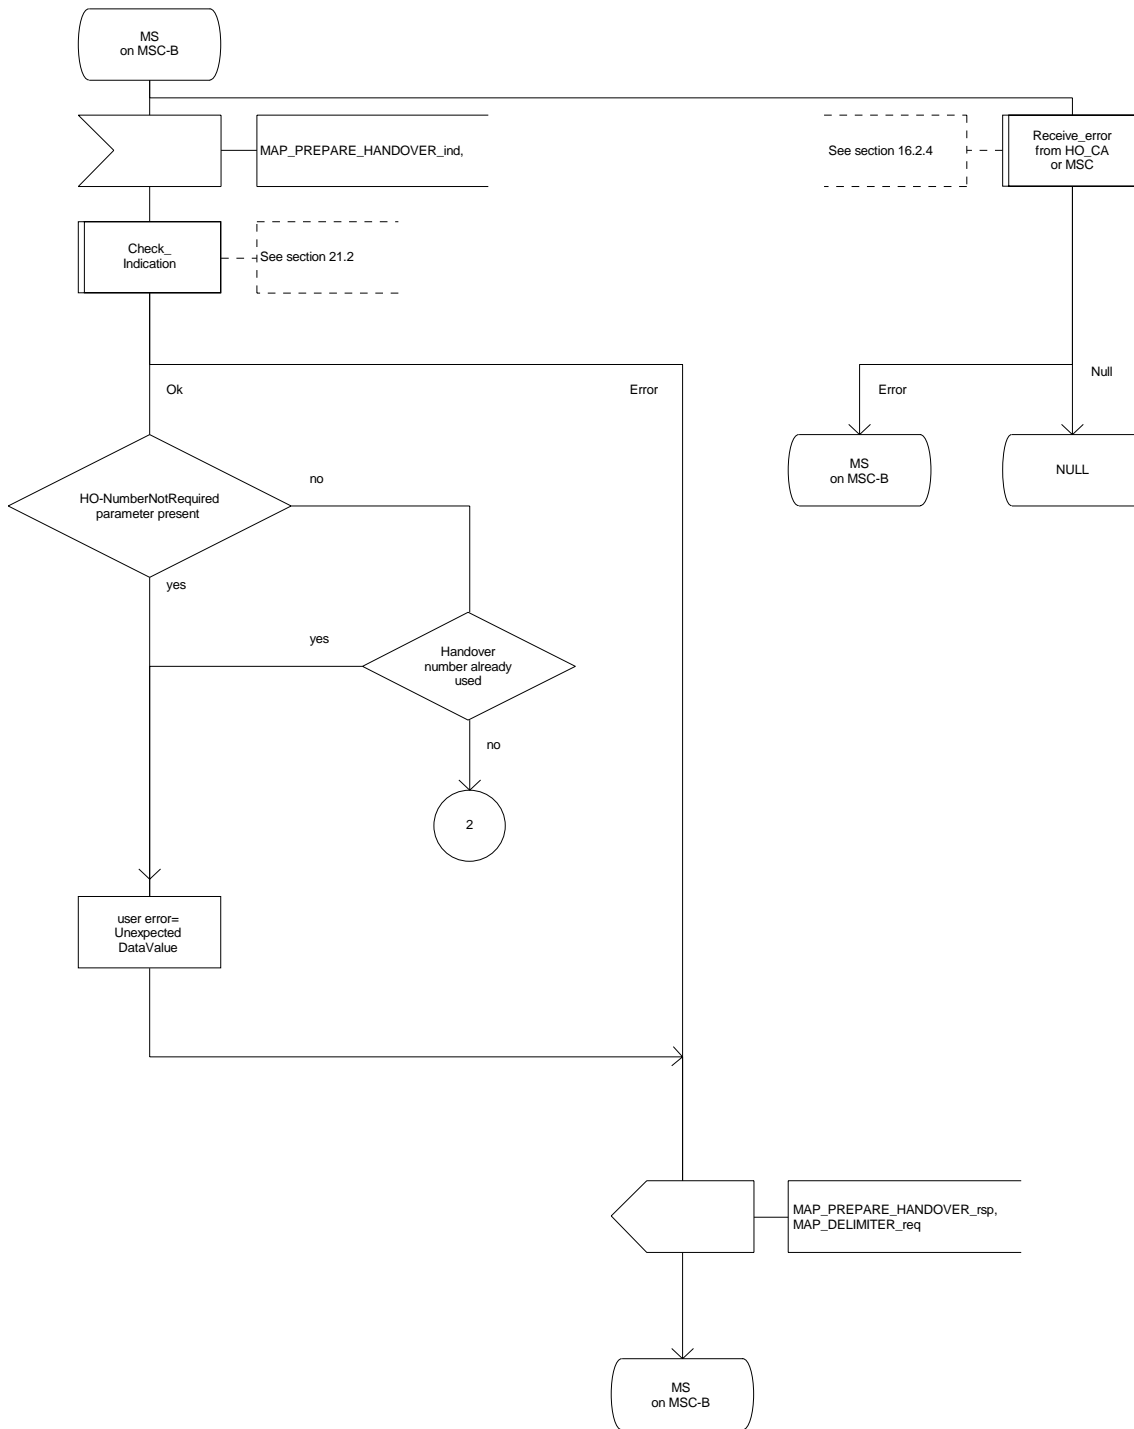 MS
on MSC-B
MAP_PREPARE_HANDOVER_ind,
See section 16.2.4
Receive_error
from HO_CA
or MSC
Check_
Indication
See section 21.2
Ok
Error
Error
Null
MS
on MSC-B
NULL
HO-NumberNotRequired
parameter present
no
yes
yes
Handover
number already
used
no
2
user error=
Unexpected
DataValue
MAP_PREPARE_HANDOVER_rsp,
MAP_DELIMITER_req
MS
on MSC-B